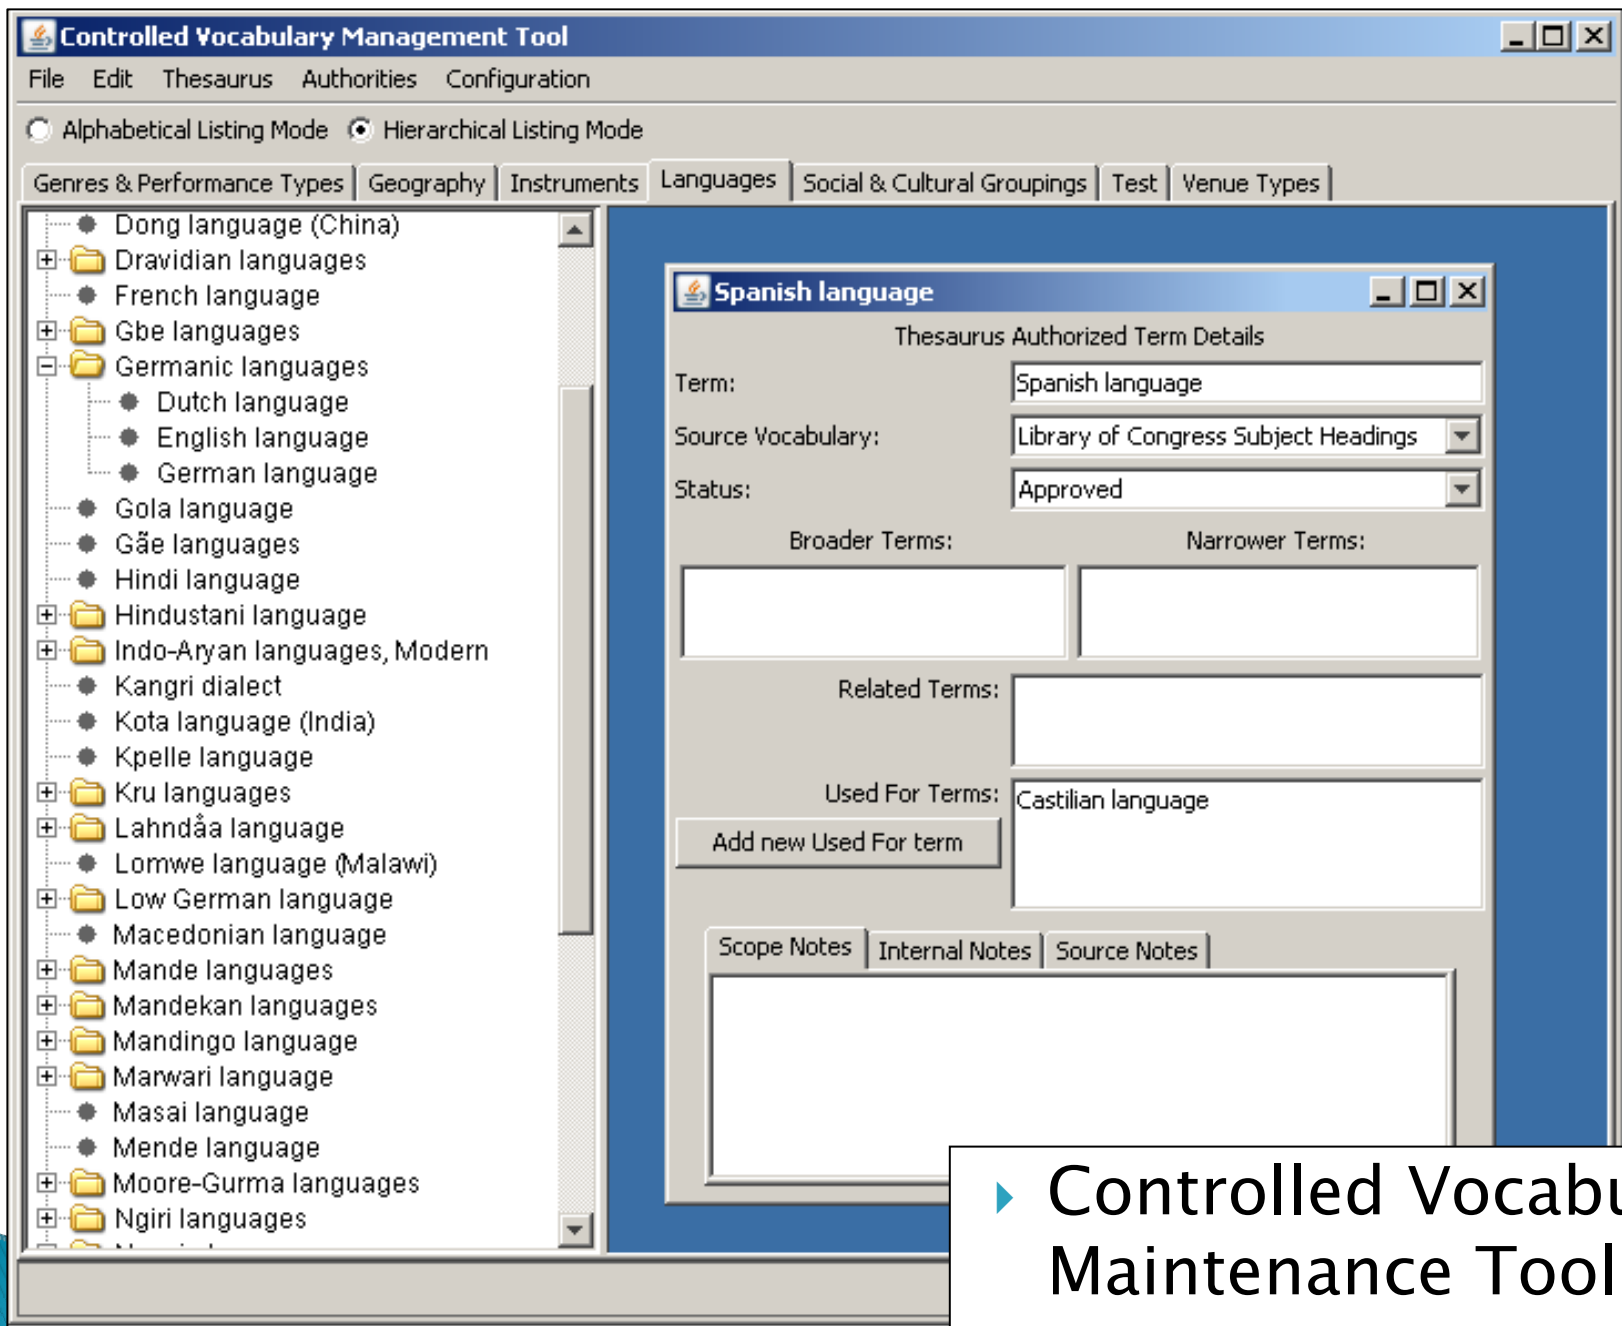 Controlled Vocabulary Management Tool
File Edit Thesaurus Authorities Configuration
Alphabetical Listing Mode Hierarchical Listing Mode
Genres & Performance Types Geography Instruments Languages Social & Cultural Groupings Test Venue Types
Dong language (China)
Dravidian languages
French language
Gbe languages
Germanic languages
Dutch language
English language
German language
Gola language
Gãe languages
Hindi language
Hindustani language
Indo-Aryan languages, Modern
Kangri dialect
Kota language (India)
Kpelle language
Kru languages
Lahndåa language
Lomwe language (Malawi)
Low German language
Macedonian language
Mande languages
Mandekan languages
Mandingo language
Marwari language
Masai language
Mende language
Moore-Gurma languages
Ngiri languages
Spanish language
Thesaurus Authorized Term Details
Term: Spanish language
Source Vocabulary: Library of Congress Subject Headings
Status: Approved
Broader Terms: Narrower Terms:
Related Terms:
Used For Terms: Castilian language
Add new Used For term
Scope Notes Internal Notes Source Notes
Controlled Vocabu
Maintenance Tool